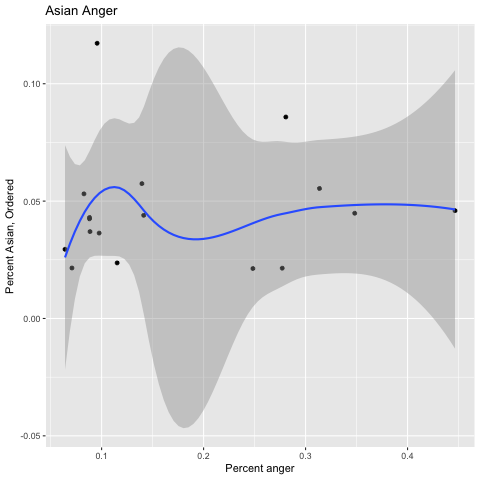 Asian Anger
Percent Asian, Ordered
0.10
0.05
0.00
-0.05
0.1 0.2 0.3 0.4
Percent anger